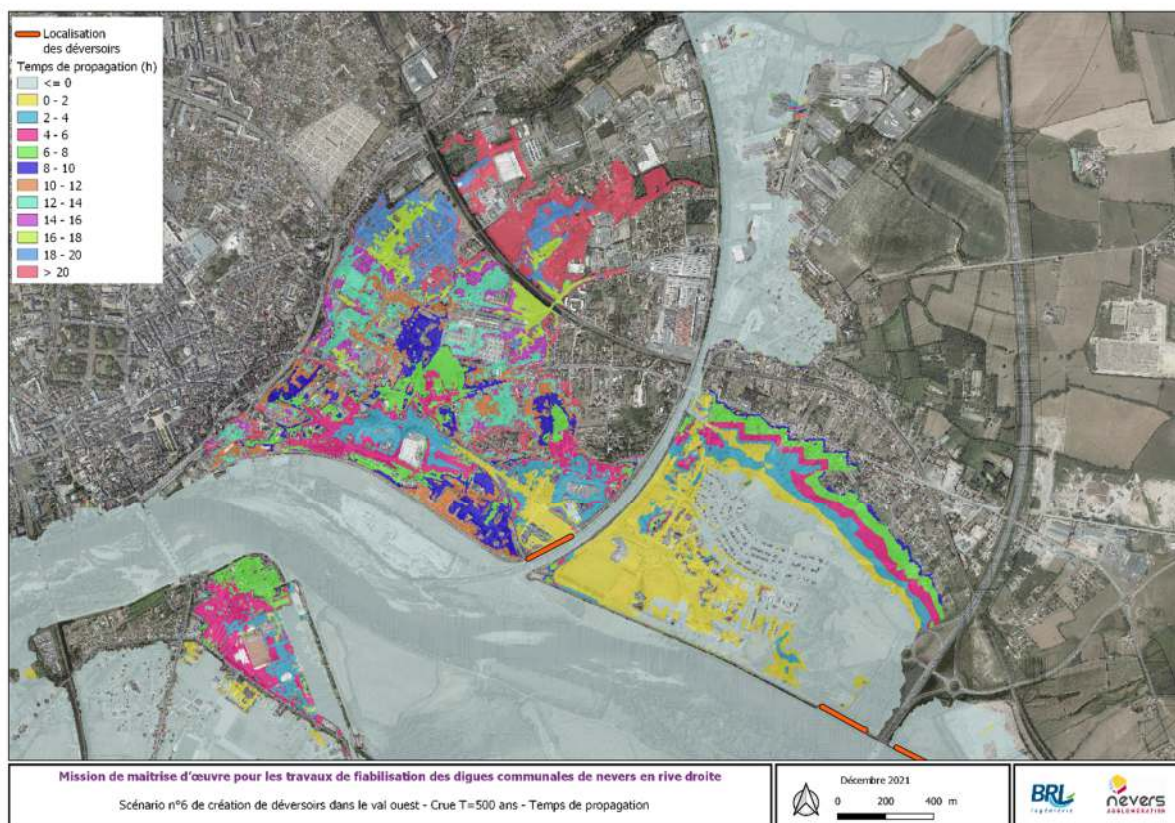 Localisation
des déversoirs
Temps de propagation (h)
<= 0
0 - 2
2 - 4
4 - 6
6 - 8
8 - 10
10 - 12
12 - 14
14 - 16
16 - 18
18 - 20
> 20
Mission de maitrise d'œuvre pour les travaux de fiabilisation des digues communales de nevers en rive droite
Scénario n°6 de création de déversoirs dans le val ouest - Crue T=500 ans - Temps de propagation
Décembre 2021
0 200 400 m
BRL
Ingénierie
nevers
AGGLOMÉRATION